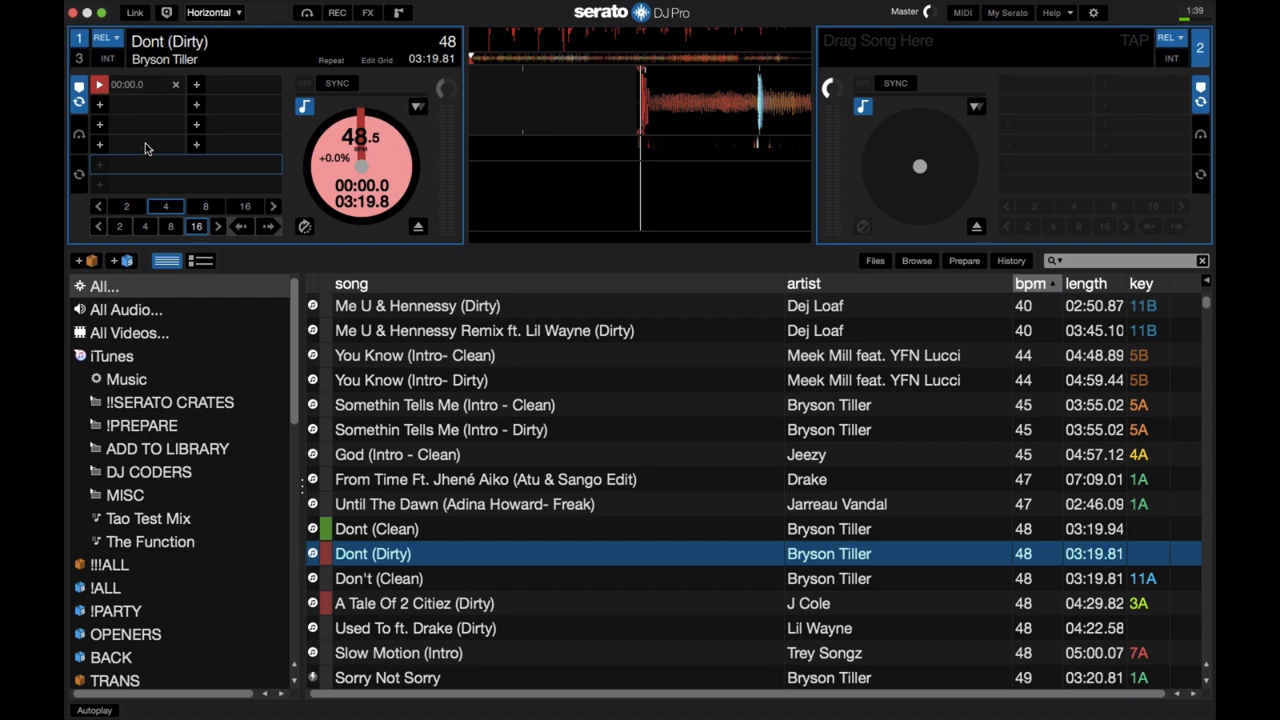 Link Horizontal ▾ REC FX serato DJ Pro Master MIDI My Serato Help ▾ 1:39
1 REL ▾ Dont (Dirty) 48
3 INT Bryson Tiller Repeat Edit Grid 03:19.81
Drag Song Here TAP REL ▾ 2
INT
00:00.0 × + OFF SYNC
OFF SYNC
+ +
+ +
+ +
+
+
48.5
BPM
+0.0%
00:00.0
03:19.8
< 2 4 8 16 >
< 2 4 8 16 >
< 2 4 8 16 >
< 2 4 8 16 >
+ + Files Browse Prepare History
song artist bpm length key
Me U & Hennessy (Dirty) Dej Loaf 40 02:50.87 11B
Me U & Hennessy Remix ft. Lil Wayne (Dirty) Dej Loaf 40 03:45.10 11B
You Know (Intro- Clean) Meek Mill feat. YFN Lucci 44 04:48.89 5B
You Know (Intro- Dirty) Meek Mill feat. YFN Lucci 44 04:59.44 5B
Somethin Tells Me (Intro - Clean) Bryson Tiller 45 03:55.02 5A
Somethin Tells Me (Intro - Dirty) Bryson Tiller 45 03:55.02 5A
God (Intro - Clean) Jeezy 45 04:57.12 4A
From Time Ft. Jhené Aiko (Atu & Sango Edit) Drake 47 07:09.01 1A
Until The Dawn (Adina Howard- Freak) Jarreau Vandal 47 02:46.09 1A
Dont (Clean) Bryson Tiller 48 03:19.94
Dont (Dirty) Bryson Tiller 48 03:19.81
Don't (Clean) Bryson Tiller 48 03:19.81 11A
A Tale Of 2 Citiez (Dirty) J Cole 48 04:29.82 3A
Used To ft. Drake (Dirty) Lil Wayne 48 04:22.58
Slow Motion (Intro) Trey Songz 48 05:00.07 7A
Sorry Not Sorry Bryson Tiller 49 03:20.81 1A
All...
All Audio...
All Videos...
iTunes
Music
!!SERATO CRATES
!PREPARE
ADD TO LIBRARY
DJ CODERS
MISC
Tao Test Mix
The Function
!!!ALL
!ALL
!PARTY
OPENERS
BACK
TRANS
Autoplay